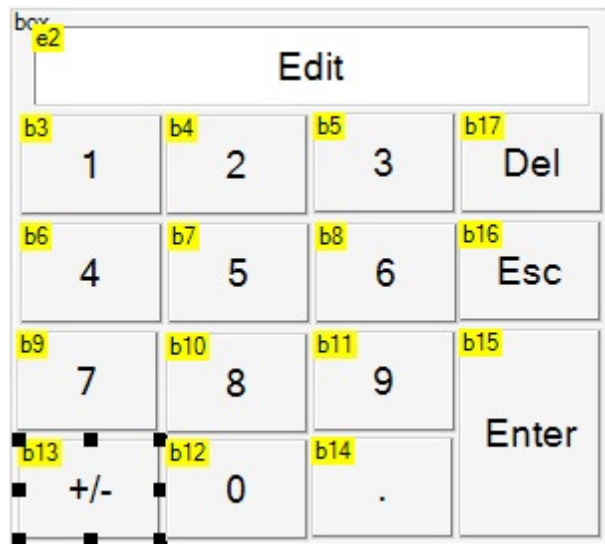 box
e2
Edit
b3 b4 b5 b17
1 2 3 Del
b6 b7 b8 b16
4 5 6 Esc
b9 b10 b11 b15
7 8 9
Enter
b13 b12 b14
+/- 0 .